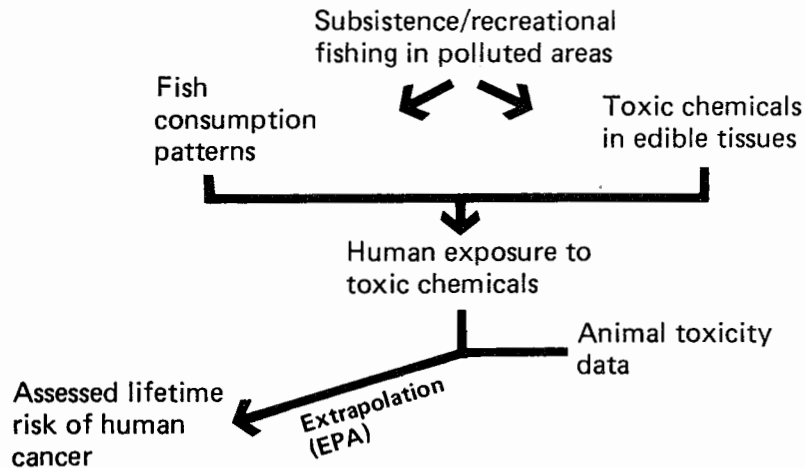 Subsistence/recreational
fishing in polluted areas
Fish
consumption
patterns
Toxic chemicals
in edible tissues
Human exposure to
toxic chemicals
Animal toxicity
data
Extrapolation
(EPA)
Assessed lifetime
risk of human
cancer